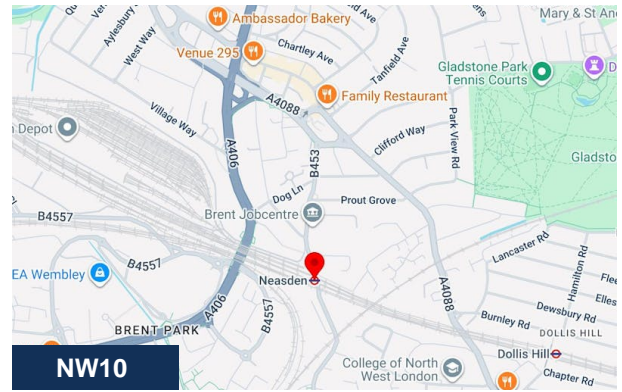 Ambassador Bakery
Mary & St An
Aylesbury
West Way
Venue 295
Chartley Ave
Tanfield Ave
Gladstone Park
Tennis Courts
D
A4088
Family Restaurant
Village Way
Depot
A406
B453
Clifford Way
Park View Rd
Gladsto
Dog Ln
Prout Grove
B4557
Brent Jobcentre
Lancaster Rd
EA Wembley
B4557
Neasden
Hamilton Rd
Flee
Elles
A406
B4557
A4088
Dewsbury Rd
Burnley Rd
BRENT PARK
DOLLIS HILL
Dollis Hill
College of North
West London
Chapter Rd
NW10